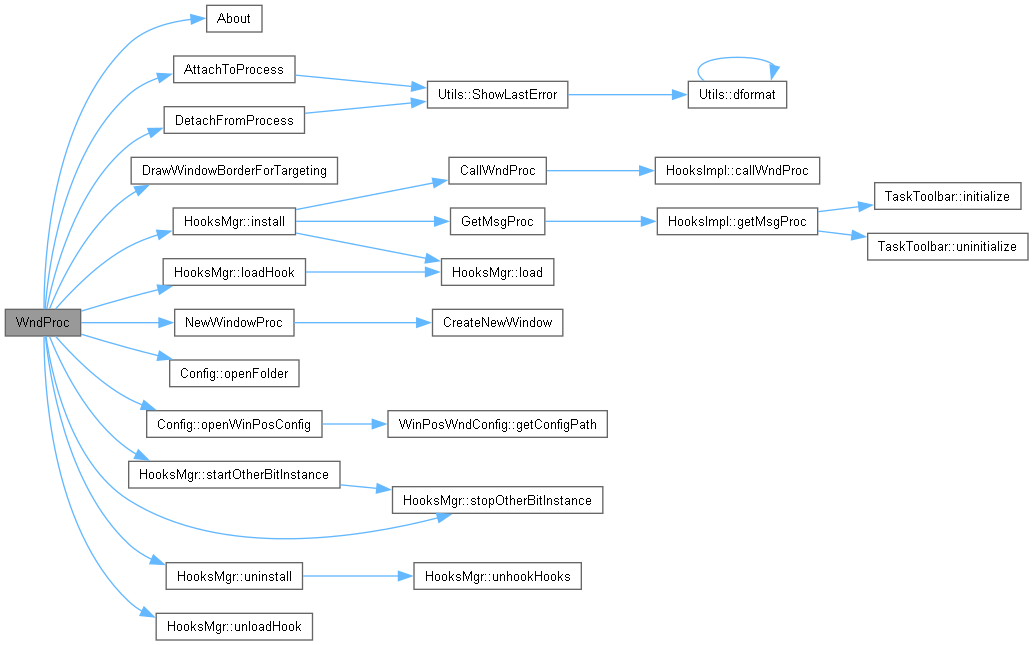 About
AttachToProcess
Utils::ShowLastError
Utils::dformat
DetachFromProcess
DrawWindowBorderForTargeting
CallWndProc
HooksImpl::callWndProc
TaskToolbar::initialize
HooksMgr::install
GetMsgProc
HooksImpl::getMsgProc
TaskToolbar::uninitialize
HooksMgr::loadHook
HooksMgr::load
WndProc
NewWindowProc
CreateNewWindow
Config::openFolder
Config::openWinPosConfig
WinPosWndConfig::getConfigPath
HooksMgr::startOtherBitInstance
HooksMgr::stopOtherBitInstance
HooksMgr::uninstall
HooksMgr::unhookHooks
HooksMgr::unloadHook